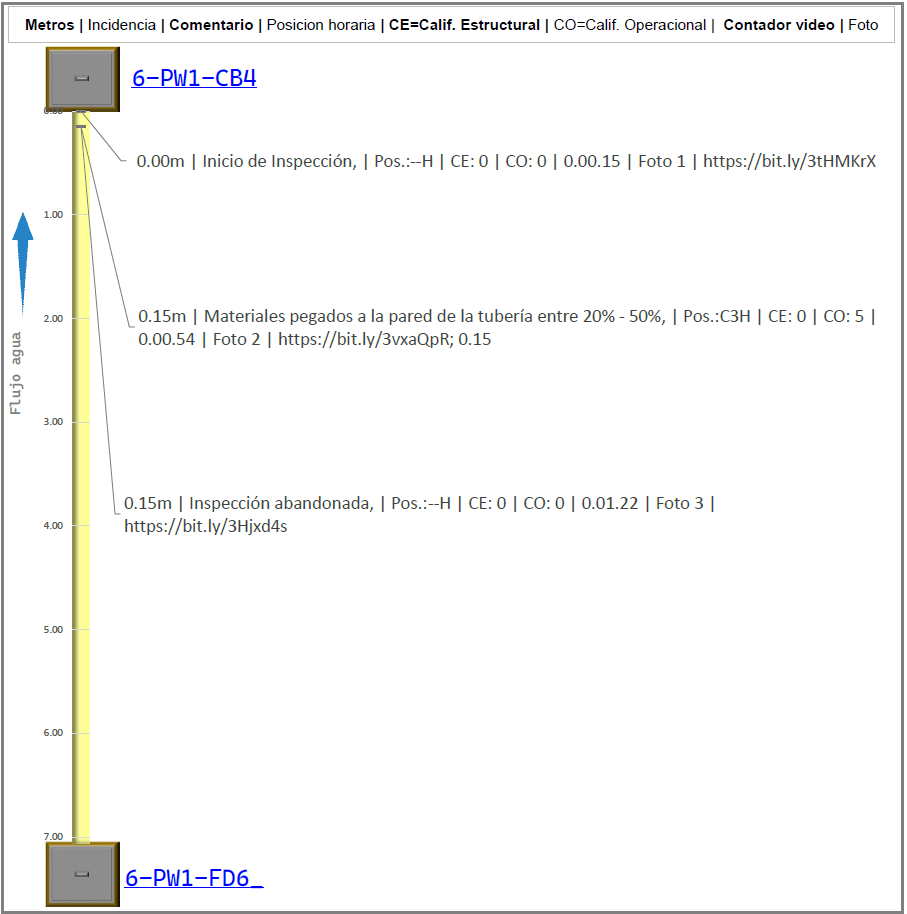 Metros | Incidencia | Comentario | Posicion horaria | CE=Calif. Estructural | CO=Calif. Operacional | Contador video | Foto
6-PW1-CB4
0.00
0.00m | Inicio de Inspección, | Pos.:--H | CE: 0 | CO: 0 | 0.00.15 | Foto 1 | https://bit.ly/3tHMKrX
1.00
0.15m | Materiales pegados a la pared de la tubería entre 20% - 50%, | Pos.:C3H | CE: 0 | CO: 5 |
2.00
0.00.54 | Foto 2 | https://bit.ly/3vxaQpR; 0.15
Flujo agua
3.00
0.15m | Inspección abandonada, | Pos.:--H | CE: 0 | CO: 0 | 0.01.22 | Foto 3 |
4.00
https://bit.ly/3Hjxd4s
5.00
6.00
7.00
6-PW1-FD6_